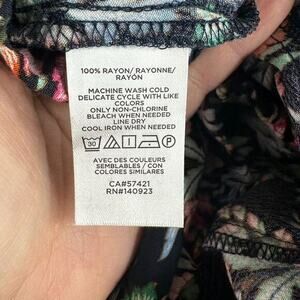 100% RAYON/ RAYONNE/
RAYÓN
MACHINE WASH COLD
DELICATE CYCLE WITH LIKE
COLORS
ONLY NON-CHLORINE
BLEACH WHEN NEEDED
LINE DRY
COOL IRON WHEN NEEDED
30 P
AVEC DES COULEURS
SEMBLABLES / CON
COLORES SIMILARES
CA#57421
RN#140923